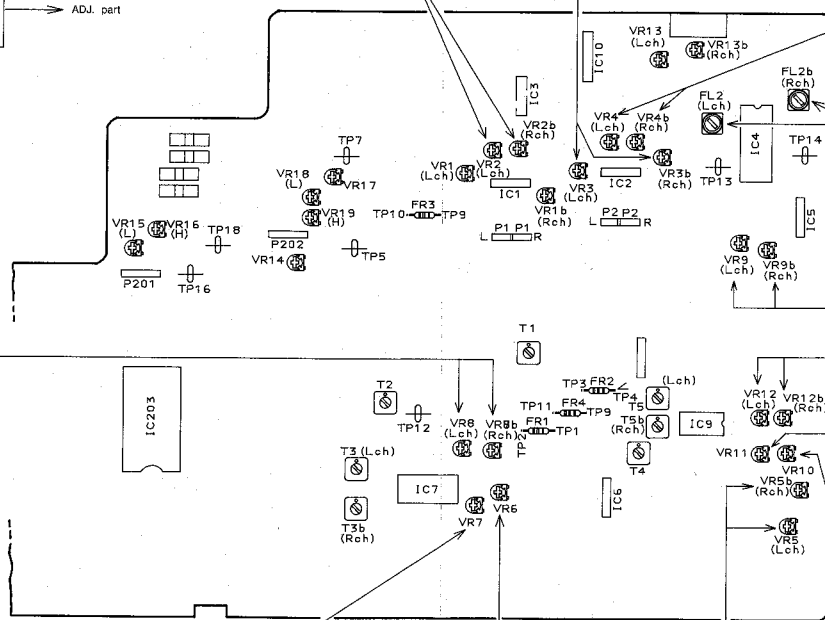 ADJ. part
VR13
(Lch)
VR13b
(Rch)
IC10
IC3
FL2b
(Rch)
FL2
(Lch)
VR4
(Lch)
VR4b
(Rch)
VR2b
(Rch)
IC4
TP7
TP14
VR1
(Lch)
VR2
(Lch)
VR3b
(Rch)
TP13
VR18
(L)
VR17
VR3
(Lch)
IC2
IC1
FR3
TP10
TP9
VR1b
(Rch)
VR19
(H)
P2 P2
L
R
IC5
VR15
(L)
VR16
(H)
TP18
P202
P1 P1
L
R
TP5
VR14
VR9
(Lch)
VR9b
(Rch)
P201
TP16
T1
T2
TP3
FR2
TP4
(Lch)
T5
VR12
(Lch)
VR12b
(Rch)
IC203
TP12
TP11
FR4
TP9
T5b
(Rch)
IC9
VR8
(Lch)
VR8b
(Rch)
FR1
TP1
TP2
T3 (Lch)
T4
VR11
VR10
IC7
VR5b
(Rch)
IC6
T3b
(Rch)
VR7
VR6
VR5
(Lch)